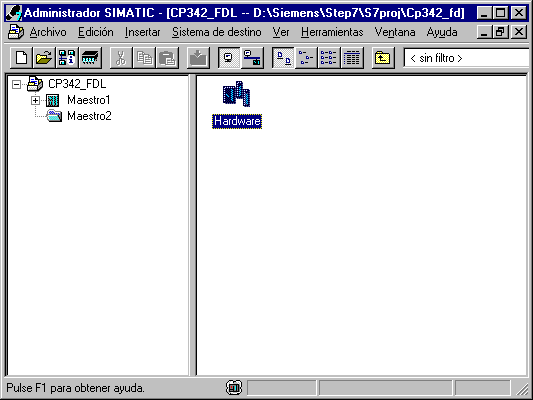 Administrador SIMATIC - [CP342_FDL -- D:\Siemens\Step7\S7proj\Cp342_fd]
Archivo Edición Insertar Sistema de destino Ver Herramientas Ventana Ayuda
< sin filtro >
CP342_FDL
Maestro1
Maestro2
Hardware
Pulse F1 para obtener ayuda.